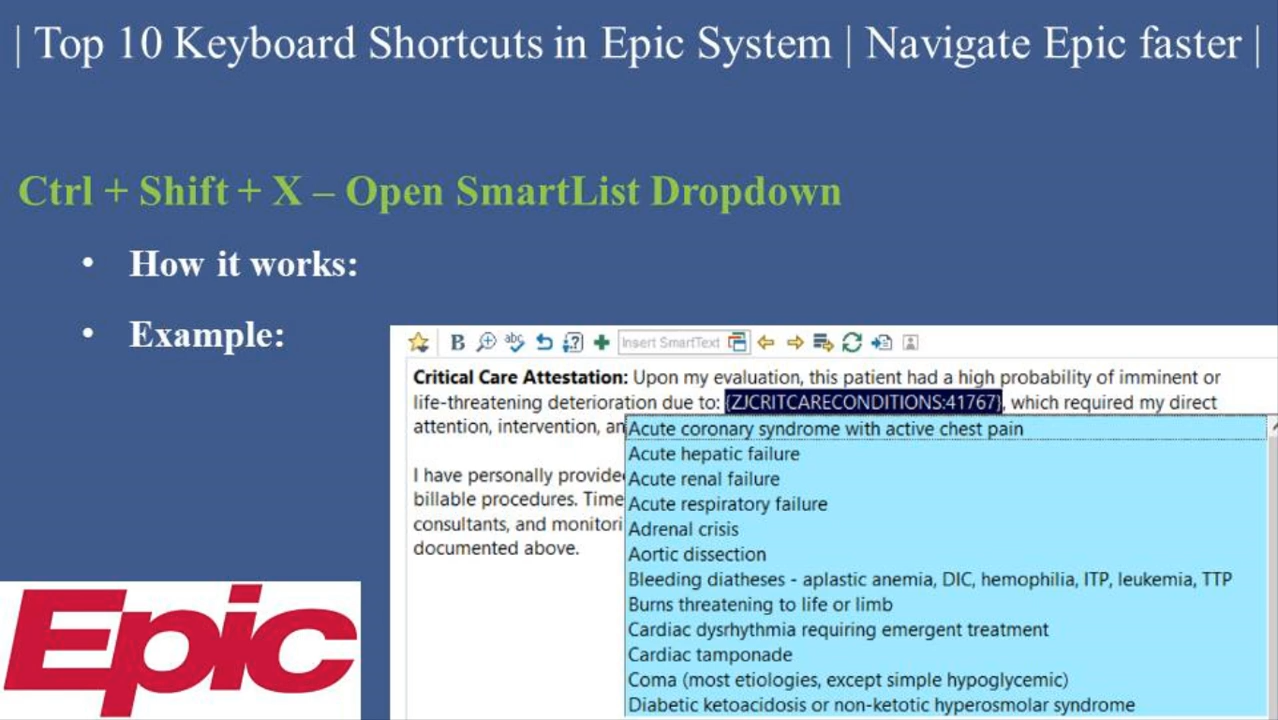 | Top 10 Keyboard Shortcuts in Epic System | Navigate Epic faster |
Ctrl + Shift + X – Open SmartList Dropdown
• How it works:
• Example:
B abc Insert SmartText
Critical Care Attestation: Upon my evaluation, this patient had a high probability of imminent or
life-threatening deterioration due to: {ZJCRITCARECONDITIONS:41767}, which required my direct
attention, intervention, an
Acute coronary syndrome with active chest pain
Acute hepatic failure
I have personally provide
Acute renal failure
billable procedures. Time
Acute respiratory failure
consultants, and monitori
Adrenal crisis
documented above.
Aortic dissection
Bleeding diatheses - aplastic anemia, DIC, hemophilia, ITP, leukemia, TTP
Burns threatening to life or limb
Cardiac dysrhythmia requiring emergent treatment
Cardiac tamponade
Coma (most etiologies, except simple hypoglycemic)
Diabetic ketoacidosis or non-ketotic hyperosmolar syndrome
Epic